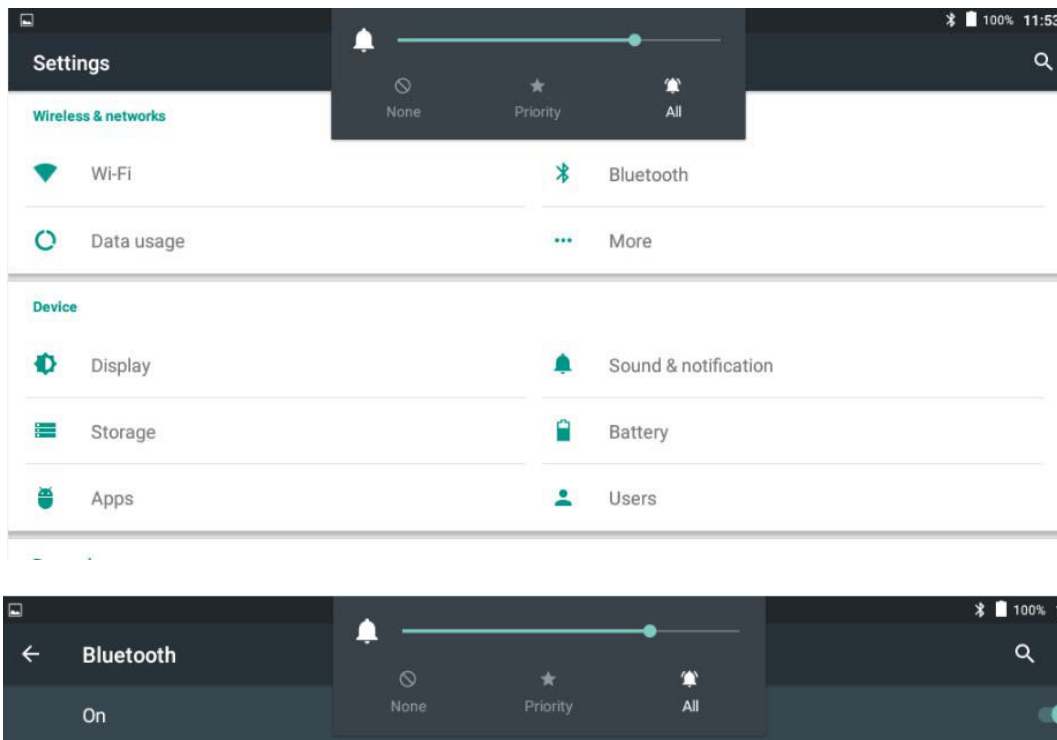 100% 11:53
Settings
None Priority All
Wireless & networks
Wi-Fi Bluetooth
Data usage More
Device
Display Sound & notification
Storage Battery
Apps Users
100%
Bluetooth
None Priority All
On